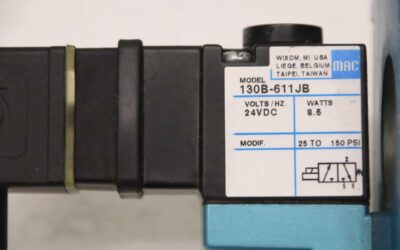 WIXOM, MI USA
LIEGE, BELGIUM
TAIPEI, TAIWAN
MAC
MODEL
130B-611JB
VOLTS/HZ.
WATTS
24VDC
8.5
MODIF.
25 TO 150 PSI